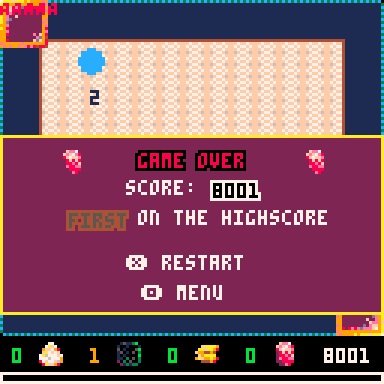 2
GAME OVER
SCORE: 8001
FIRST ON THE HIGHSCORE
RESTART
MENU
0 1 0 0 8001